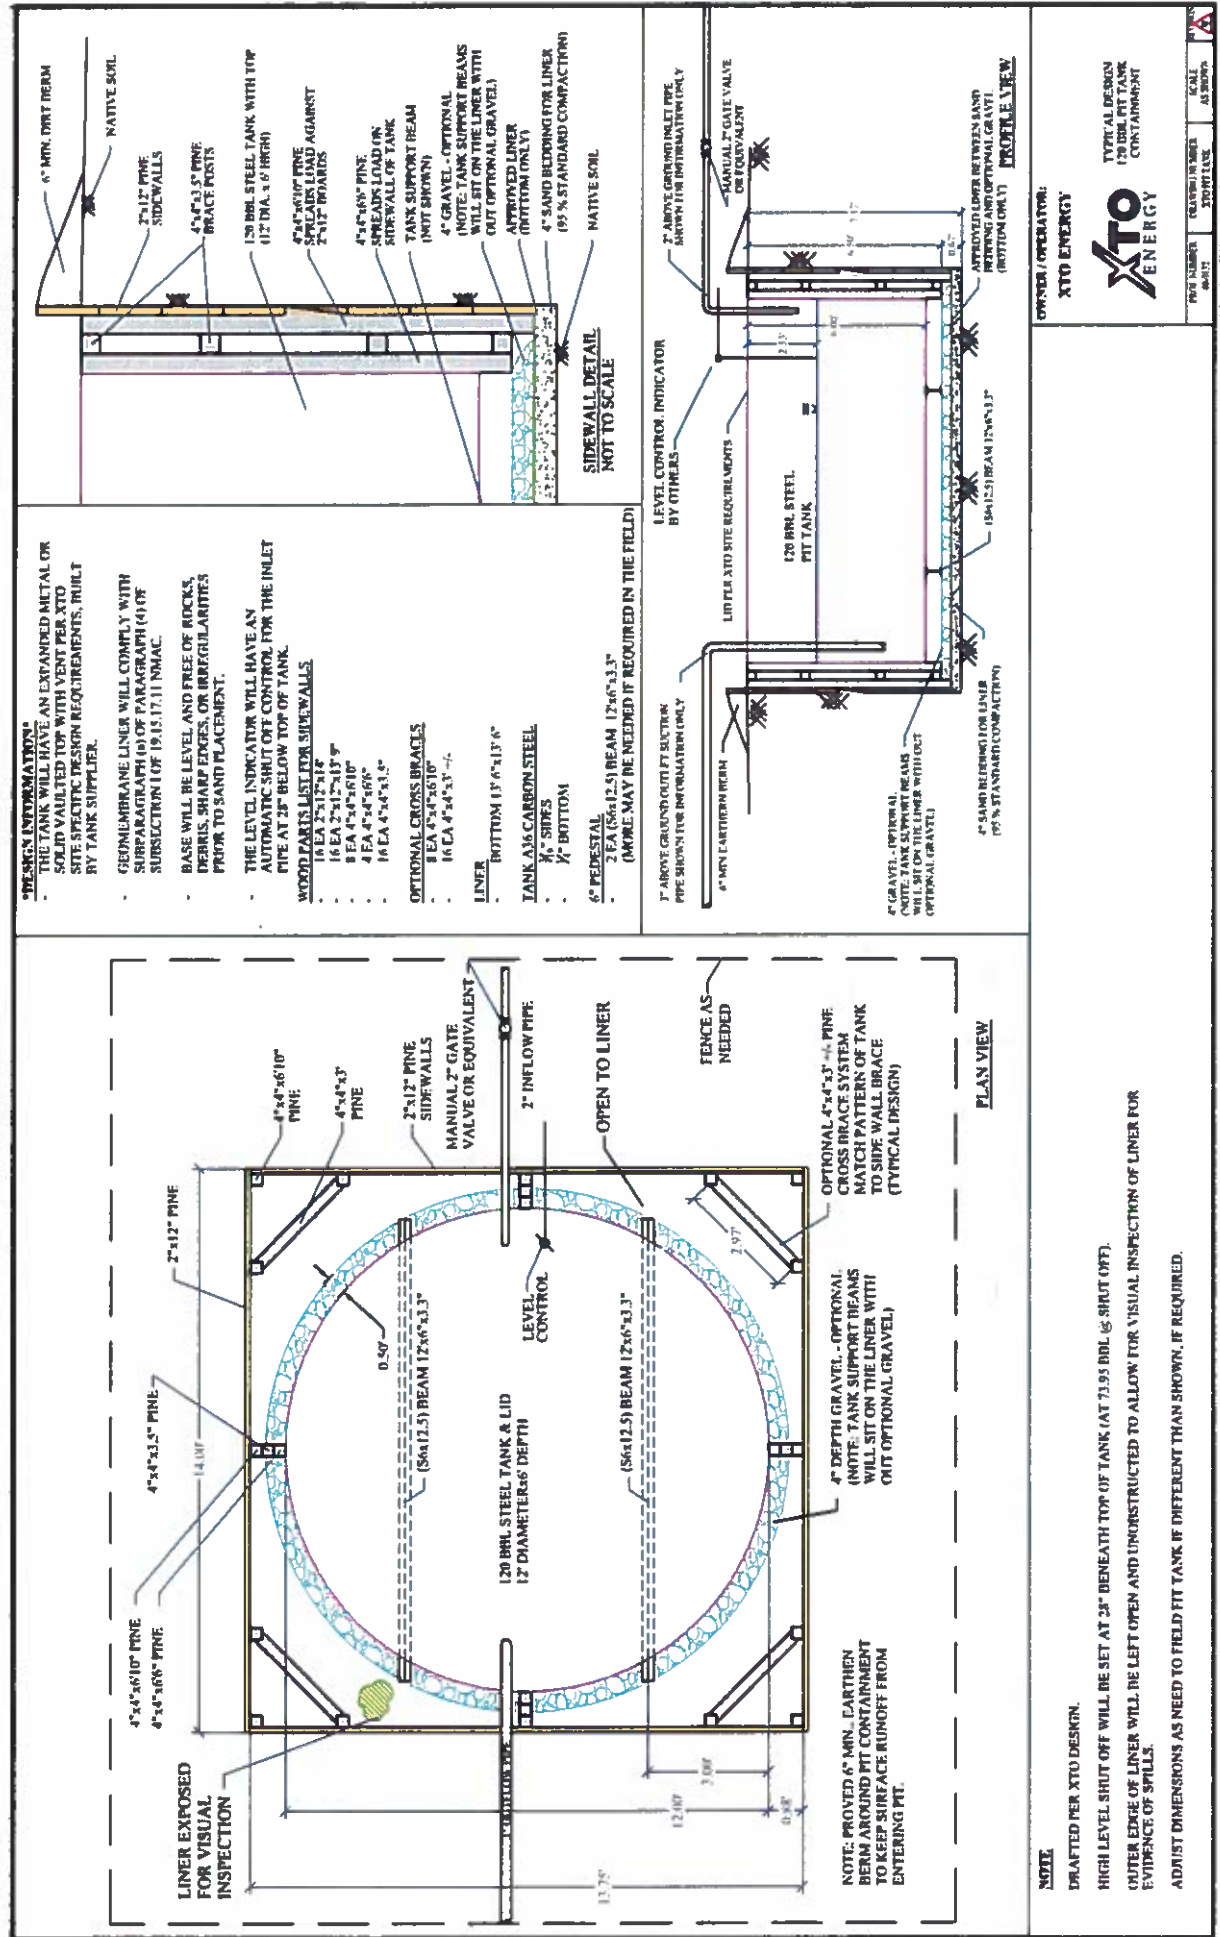 LINER EXPOSED
FOR VISUAL
INSPECTION
4"x4"x6'10" PINE
4"x4"x6'6" PINE
4"x4"x3.5" PINE
2"x12" PINE
4"x4"x6'10"
PINE
4"x4"x3'
PINE
2"x12" PINE
SIDEWALLS
MANUAL 2" GATE
VALVE OR EQUIVALENT
2" INFLOW PIPE
OPEN TO LINER
FENCE AS
NEEDED
14.00'
0.50'
(S6x12.5) BEAM 12'x6"x3.3"
120 BBL STEEL TANK & LID
12' DIAMETERx6' DEPTH
LEVEL
CONTROL
(S6x12.5) BEAM 12'x6"x3.3"
2.97'
13.75'
12.00'
3.00'
OPTIONAL 4"x4"x3' +/- PINE
CROSS BRACE SYSTEM
MATCH PATTERN OF TANK
TO SIDE WALL BRACE
(TYPICAL DESIGN)
4" DEPTH GRAVEL - OPTIONAL
(NOTE: TANK SUPPORT BEAMS
WILL SIT ON THE LINER WITH
OUT OPTIONAL GRAVEL)
NOTE: PROVED 6" MIN. EARTHEN
BERM AROUND PIT CONTAINMENT
TO KEEP SURFACE RUNOFF FROM
ENTERING PIT.
PLAN VIEW
"DESIGN INFORMATION"
- THE TANK WILL HAVE AN EXPANDED METAL OR
SOLID VAULTED TOP WITH VENT PER XTO
SITE SPECIFIC DESIGN REQUIREMENTS, BUILT
BY TANK SUPPLIER.
- GEOMEMBRANE LINER WILL COMPLY WITH
SUBPARAGRAPH (a) OF PARAGRAPH (4) OF
SUBSECTION I OF 19.15.17.11 NMAC.
- BASE WILL BE LEVEL AND FREE OF ROCKS,
DEBRIS, SHARP EDGES, OR IRREGULARITIES
PRIOR TO SAND PLACEMENT.
- THE LEVEL INDICATOR WILL HAVE AN
AUTOMATIC SHUT OFF CONTROL FOR THE INLET
PIPE AT 28" BELOW TOP OF TANK.
WOOD PARTS LIST FOR SIDEWALLS
- 16 EA 2"x12"x14'
- 16 EA 2"x12"x13'9"
- 8 EA 4"x4"x6'10"
- 4 EA 4"x4"x6'6"
- 16 EA 4"x4"x3.5"
OPTIONAL CROSS BRACES
- 8 EA 4"x4"x6'10"
- 16 EA 4"x4"x3' +/-
LINER
- BOTTOM 13'6"x13'6"
TANK A36 CARBON STEEL
- SIDES
- BOTTOM
6" PEDESTAL
- 2 EA (S6x12.5) BEAM 12'x6"x3.3"
(MORE MAY BE NEEDED IF REQUIRED IN THE FIELD)
6" MIN. DIRT BERM
NATIVE SOIL
2"x12" PINE
SIDEWALLS
4"x4"x3.5" PINE
BRACE POSTS
120 BBL STEEL TANK WITH TOP
(12' DIA. x 6' HIGH)
4"x4"x6'10" PINE
SPREADS LOAD AGAINST
2"x12" BOARDS
4"x4"x6'6" PINE
SPREADS LOAD ON
SIDEWALL OF TANK
TANK SUPPORT BEAM
(NOT SHOWN)
4" GRAVEL - OPTIONAL
(NOTE: TANK SUPPORT BEAMS
WILL SIT ON THE LINER WITH
OUT OPTIONAL GRAVEL)
APPROVED LINER
(BOTTOM ONLY)
4" SAND BEDDING FOR LINER
(95 % STANDARD COMPACTION)
NATIVE SOIL
SIDEWALL DETAIL
NOT TO SCALE
3" ABOVE GROUND OUTLET SUCTION
PIPE SHOWN FOR INFORMATION ONLY
6" MIN EARTHERN BERM
LEVEL CONTROL INDICATOR
BY OTHERS
LID PER XTO SITE REQUIREMENTS
2" ABOVE GROUND INLET PIPE
SHOWN FOR INFORMATION ONLY
MANUAL 2" GATE VALVE
OR EQUIVALENT
120 BBL STEEL
PIT TANK
2.33'
6.00'
4" GRAVEL - OPTIONAL
(NOTE: TANK SUPPORT BEAMS
WILL SIT ON THE LINER WITH OUT
OPTIONAL GRAVEL)
4" SAND BEDDING FOR LINER
(95 % STANDARD COMPACTION)
(S6x12.5) BEAM 12'x6"x3.3"
APPROVED LINER BETWEEN SAND
BEDDING AND OPTIONAL GRAVEL
(BOTTOM ONLY)
PROFILE VIEW
NOTE
DRAFTED PER XTO DESIGN.
HIGH LEVEL SHUT OFF WILL BE SET AT 28" BENEATH TOP OF TANK (AT 73.95 BBL @ SHUT OFF).
OUTER EDGE OF LINER WILL BE LEFT OPEN AND UNOBSTRUCTED TO ALLOW FOR VISUAL INSPECTION OF LINER FOR
EVIDENCE OF SPILLS.
ADJUST DIMENSIONS AS NEED TO FIELD FIT TANK IF DIFFERENT THAN SHOWN, IF REQUIRED.
OWNER / OPERATOR:
XTO ENERGY
XTO
ENERGY
TYPICAL DESIGN
120 BBL PIT TANK
CONTAINMENT
DRAWING NUMBER
SCALE
AS SHOWN